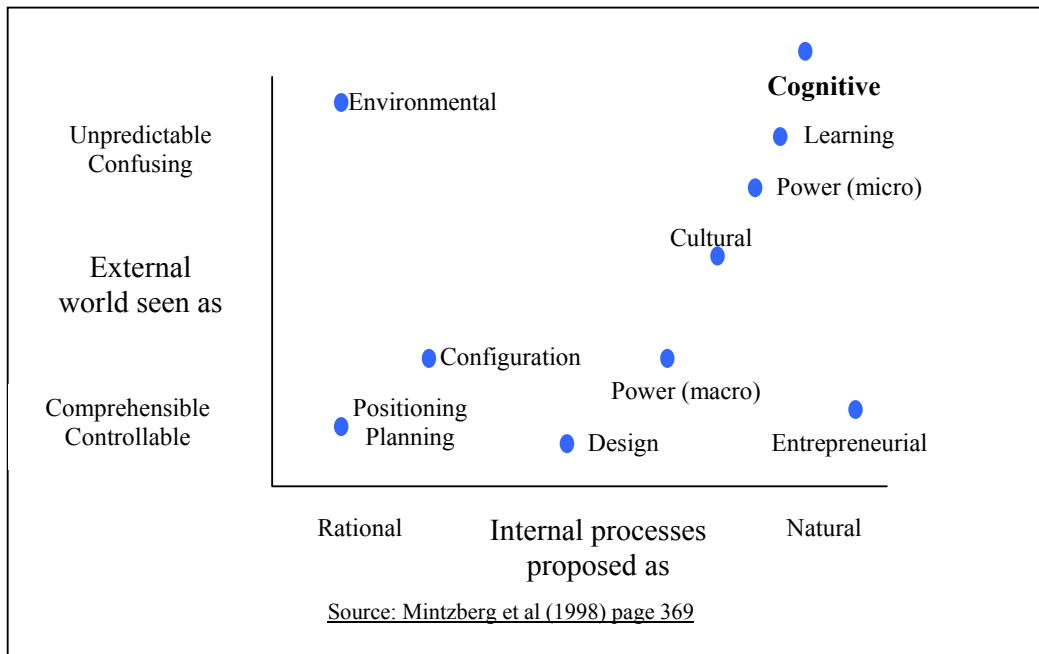 Cognitive
Environmental
Unpredictable
Confusing
Learning
Power (micro)
Cultural
External
world seen as
Configuration
Power (macro)
Comprehensible
Controllable
Positioning
Planning
Design
Entrepreneurial
Rational
Internal processes
proposed as
Natural
Source: Mintzberg et al (1998) page 369